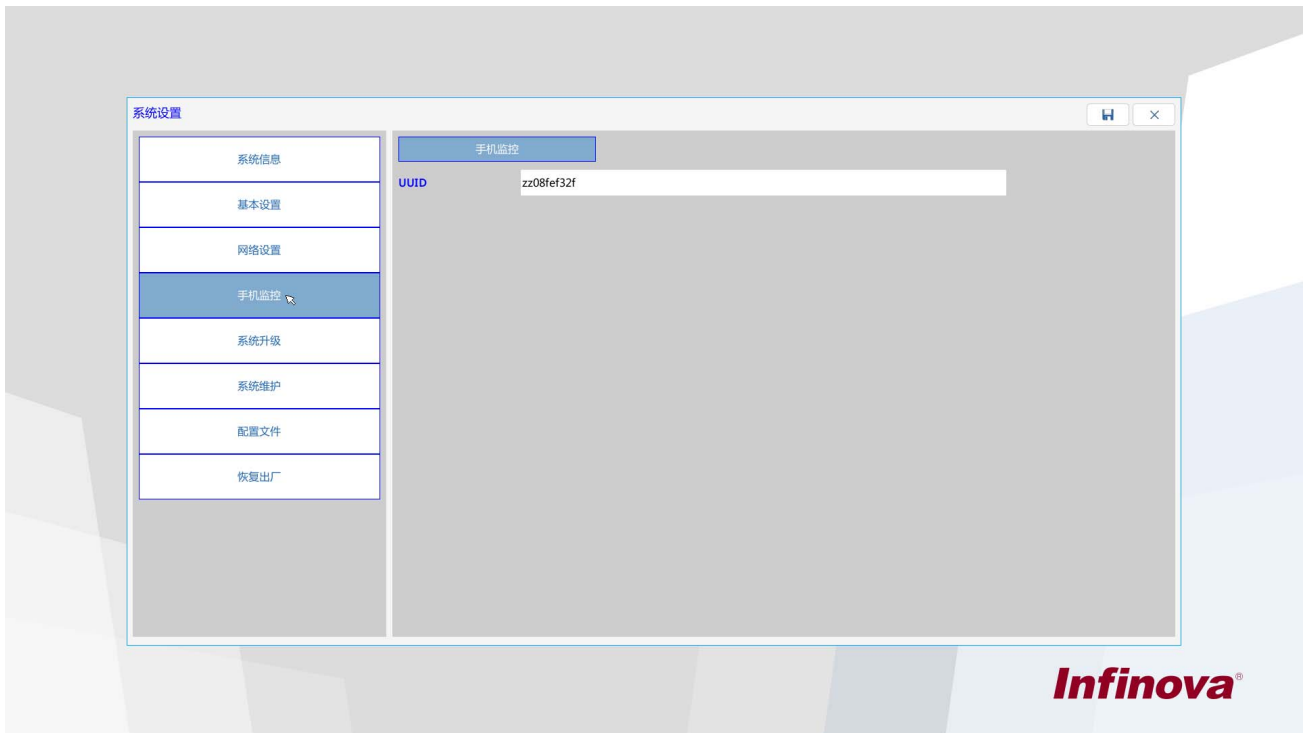 系统设置
系统信息
基本设置
网络设置
手机监控
系统升级
系统维护
配置文件
恢复出厂
手机监控
UUID zz08fef32f
Infinova®